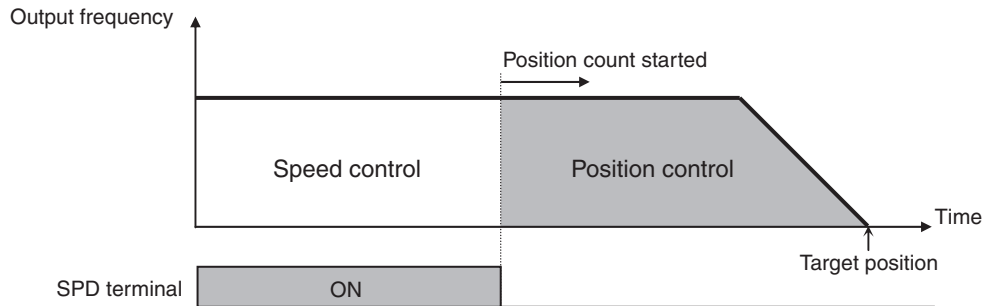 Output frequency
Position count started
Speed control
Position control
Time
Target position
SPD terminal
ON